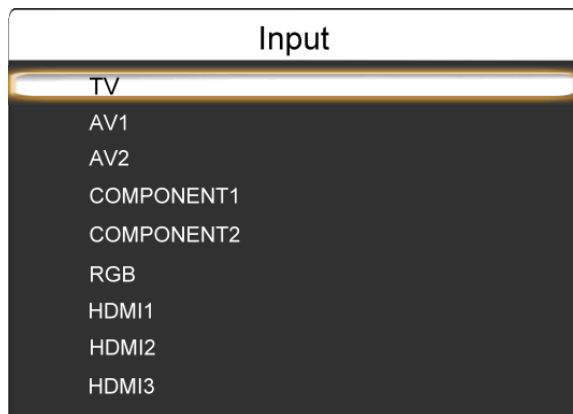 Input
TV
AV1
AV2
COMPONENT1
COMPONENT2
RGB
HDMI1
HDMI2
HDMI3